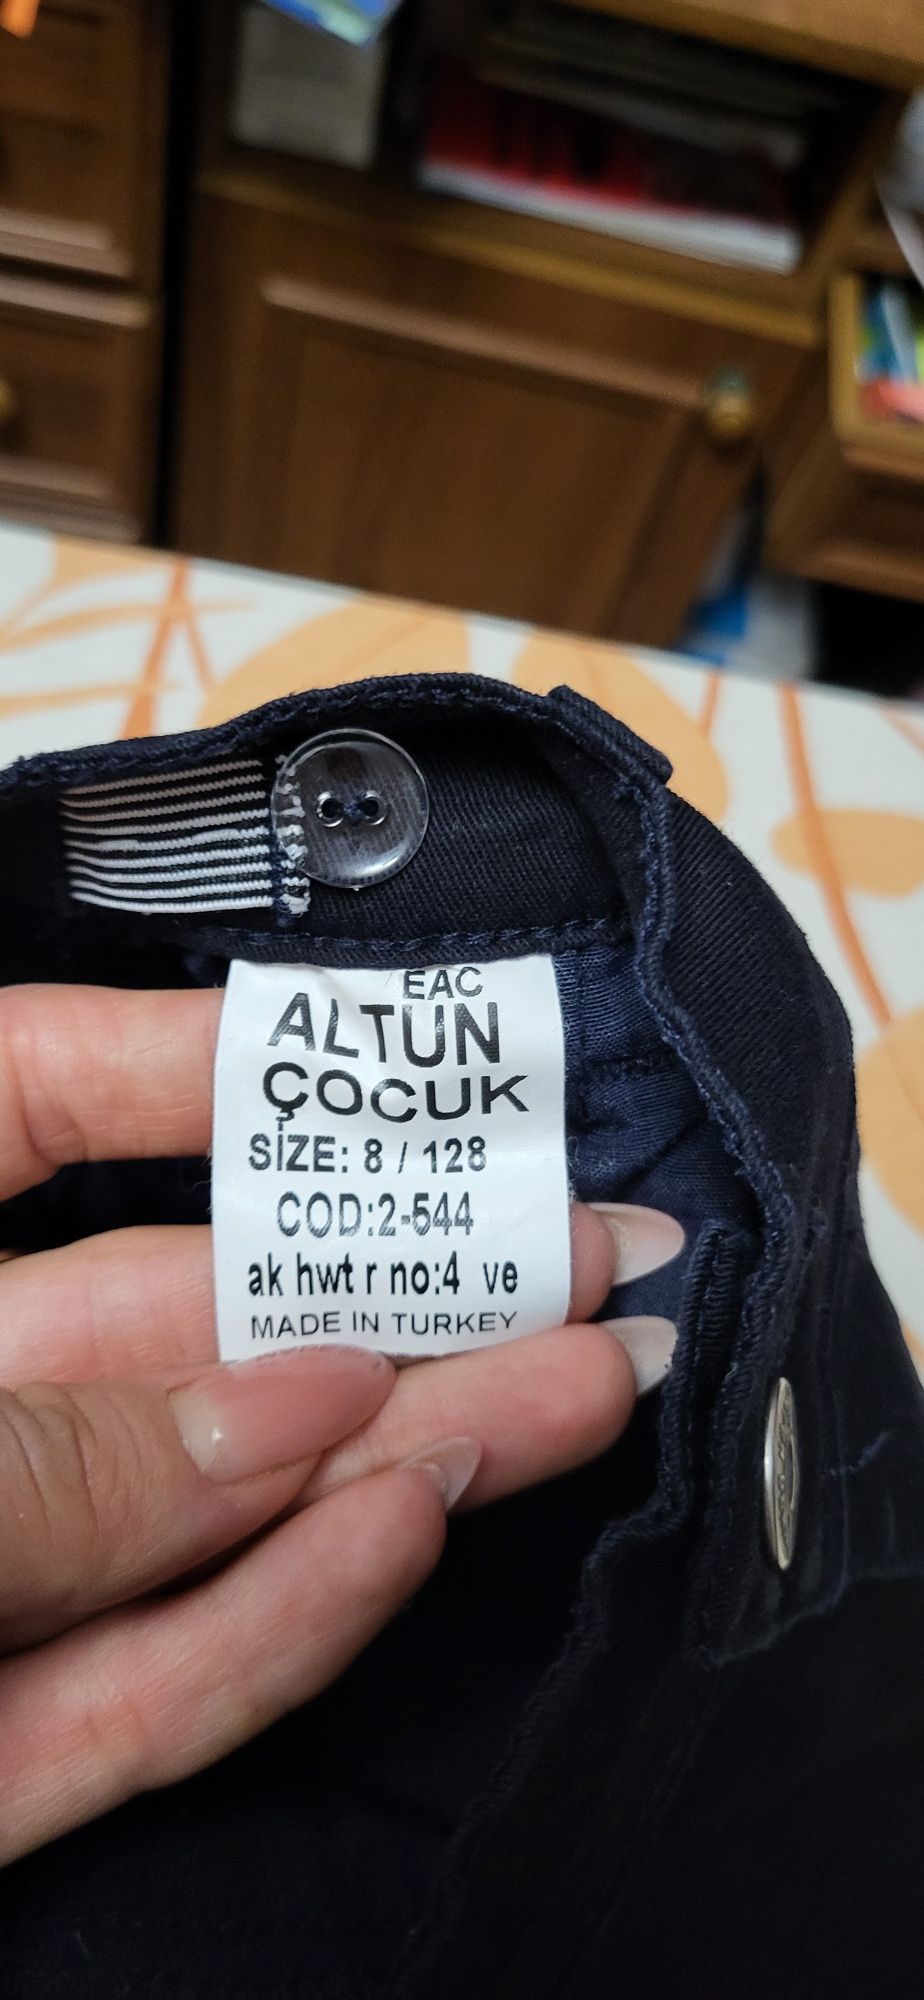 EAC
ALTUN
ÇOCUK
SİZE: 8 / 128
COD:2-544
ak hwt r no:4 ve
MADE IN TURKEY